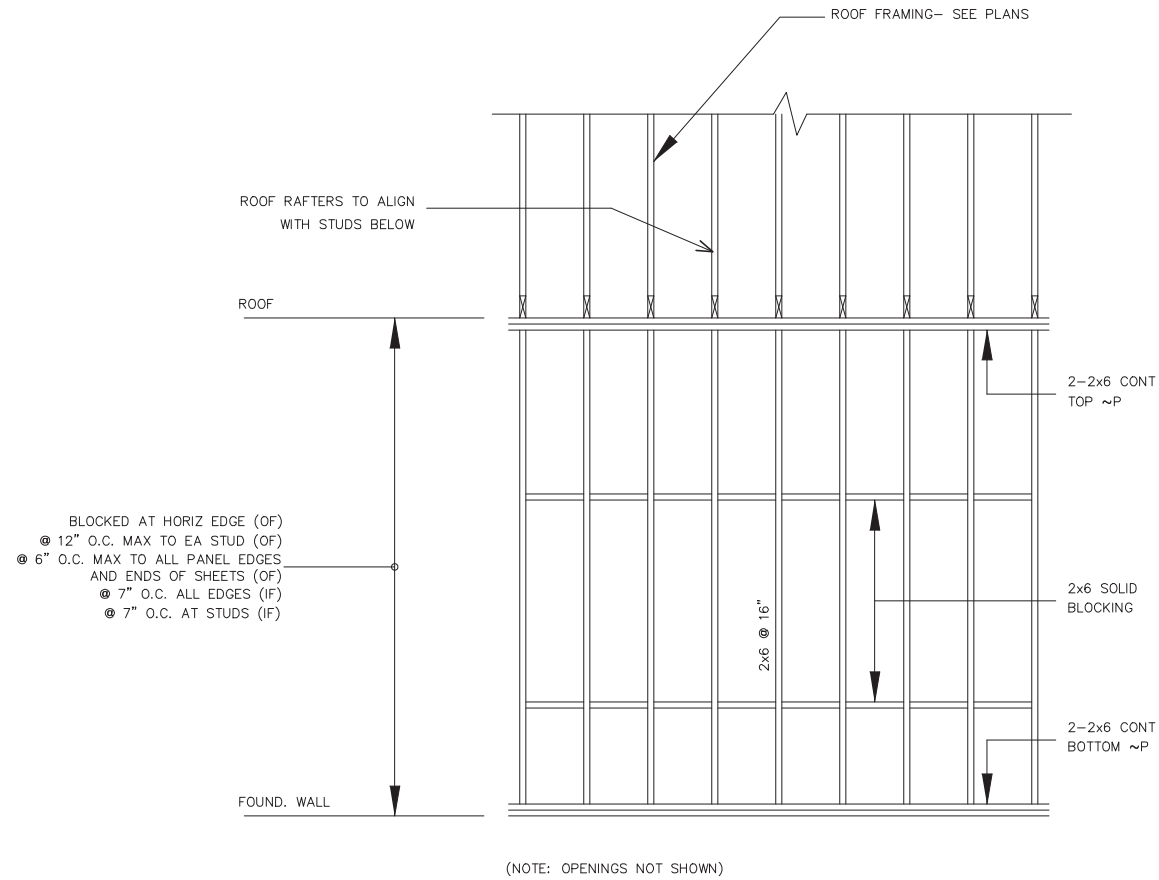 ROOF FRAMING– SEE PLANS
ROOF RAFTERS TO ALIGN
WITH STUDS BELOW
ROOF
2–2x6 CONT
TOP ~P
BLOCKED AT HORIZ EDGE (OF)
@ 12" O.C. MAX TO EA STUD (OF)
@ 6" O.C. MAX TO ALL PANEL EDGES
AND ENDS OF SHEETS (OF)
@ 7" O.C. ALL EDGES (IF)
@ 7" O.C. AT STUDS (IF)
2x6 @ 16"
2x6 SOLID
BLOCKING
2–2x6 CONT
BOTTOM ~P
FOUND. WALL
(NOTE: OPENINGS NOT SHOWN)